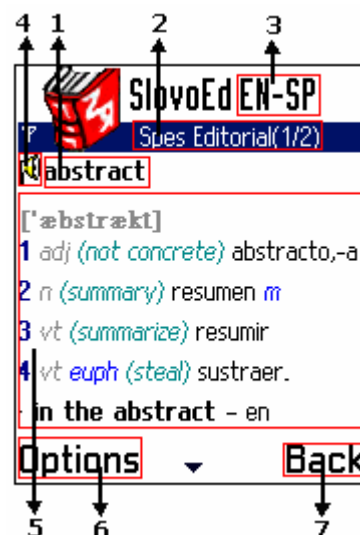 4 1 2 3
SlovoEd EN-SP
Spes Editorial(1/2)
abstract
['æbstrækt]
1 adj (not concrete) abstracto,-a
2 n (summary) resumen m
3 vt (summarize) resumir
4 vt euph (steal) sustraer.
- in the abstract – en
Options Back
5 6 7